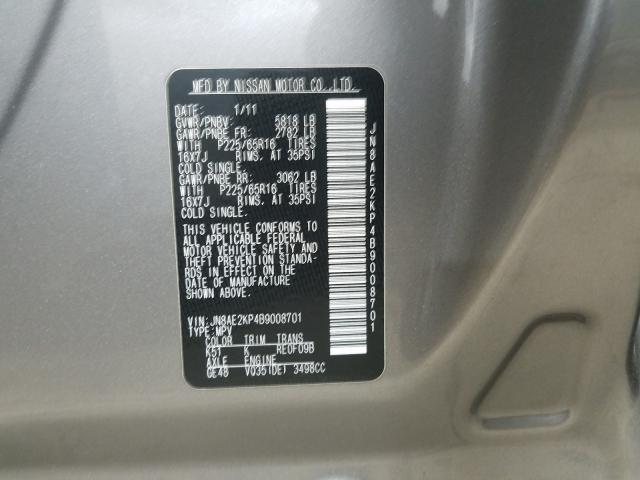 MFD BY NISSAN MOTOR CO.,LTD.
DATE: 1/11
GVWR/PNBV: 5818 LB
GAWR/PNBE FR: 2782 LB
WITH P225/65R16 TIRES
16X7J RIMS, AT 35PSI
COLD SINGLE.
GAWR/PNBE RR: 3062 LB
WITH P225/65R16 TIRES
16X7J RIMS, AT 35PSI
COLD SINGLE.
THIS VEHICLE CONFORMS TO
ALL APPLICABLE FEDERAL
MOTOR VEHICLE SAFETY AND
THEFT PREVENTION STANDA-
RDS IN EFFECT ON THE
DATE OF MANUFACTURE
SHOWN ABOVE.
VIN: JN8AE2KP4B9008701
TYPE: MPV
COLOR TRIM TRANS
K51 K RE0F09B
AXLE ENGINE
GE48 VQ35(DE) 3498CC
JN8AE2KP4B9008701